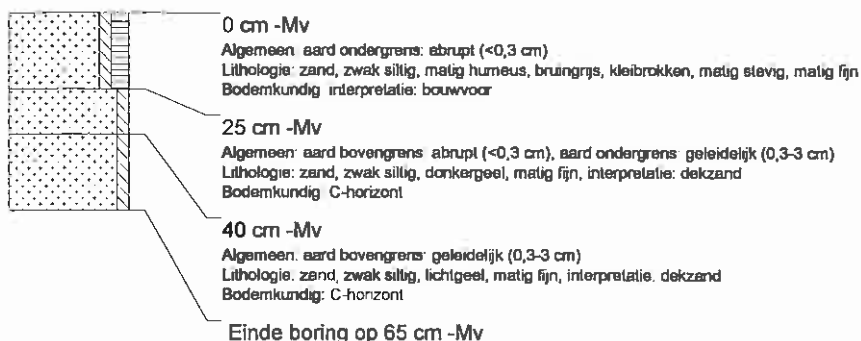 0 cm -Mv
Algemeen: aard ondergrens: abrupt (<0,3 cm)
Lithologie: zand, zwak siltig, matig humeus, bruingrijs, kleibrokken, matig stevig, matig fijn
Bodemkundig interpretatie: bouwvoor
25 cm -Mv
Algemeen: aard bovengrens: abrupt (<0,3 cm), aard ondergrens: geleidelijk (0,3-3 cm)
Lithologie: zand, zwak siltig, donkergeel, matig fijn, interpretatie: dekzand
Bodemkundig: C-horizont
40 cm -Mv
Algemeen: aard bovengrens: geleidelijk (0,3-3 cm)
Lithologie: zand, zwak siltig, lichtgeel, matig fijn, interpretatie: dekzand
Bodemkundig: C-horizont
Einde boring op 65 cm -Mv